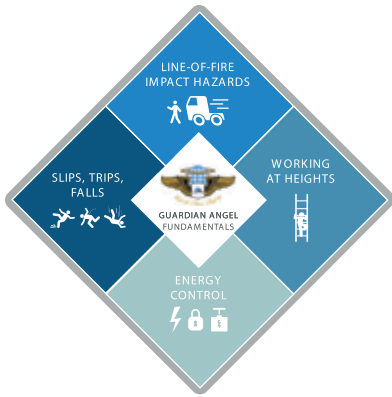 LINE-OF-FIRE
IMPACT HAZARDS
SLIPS, TRIPS,
FALLS
WORKING
AT HEIGHTS
GUARDIAN ANGEL
FUNDAMENTALS
ENERGY
CONTROL